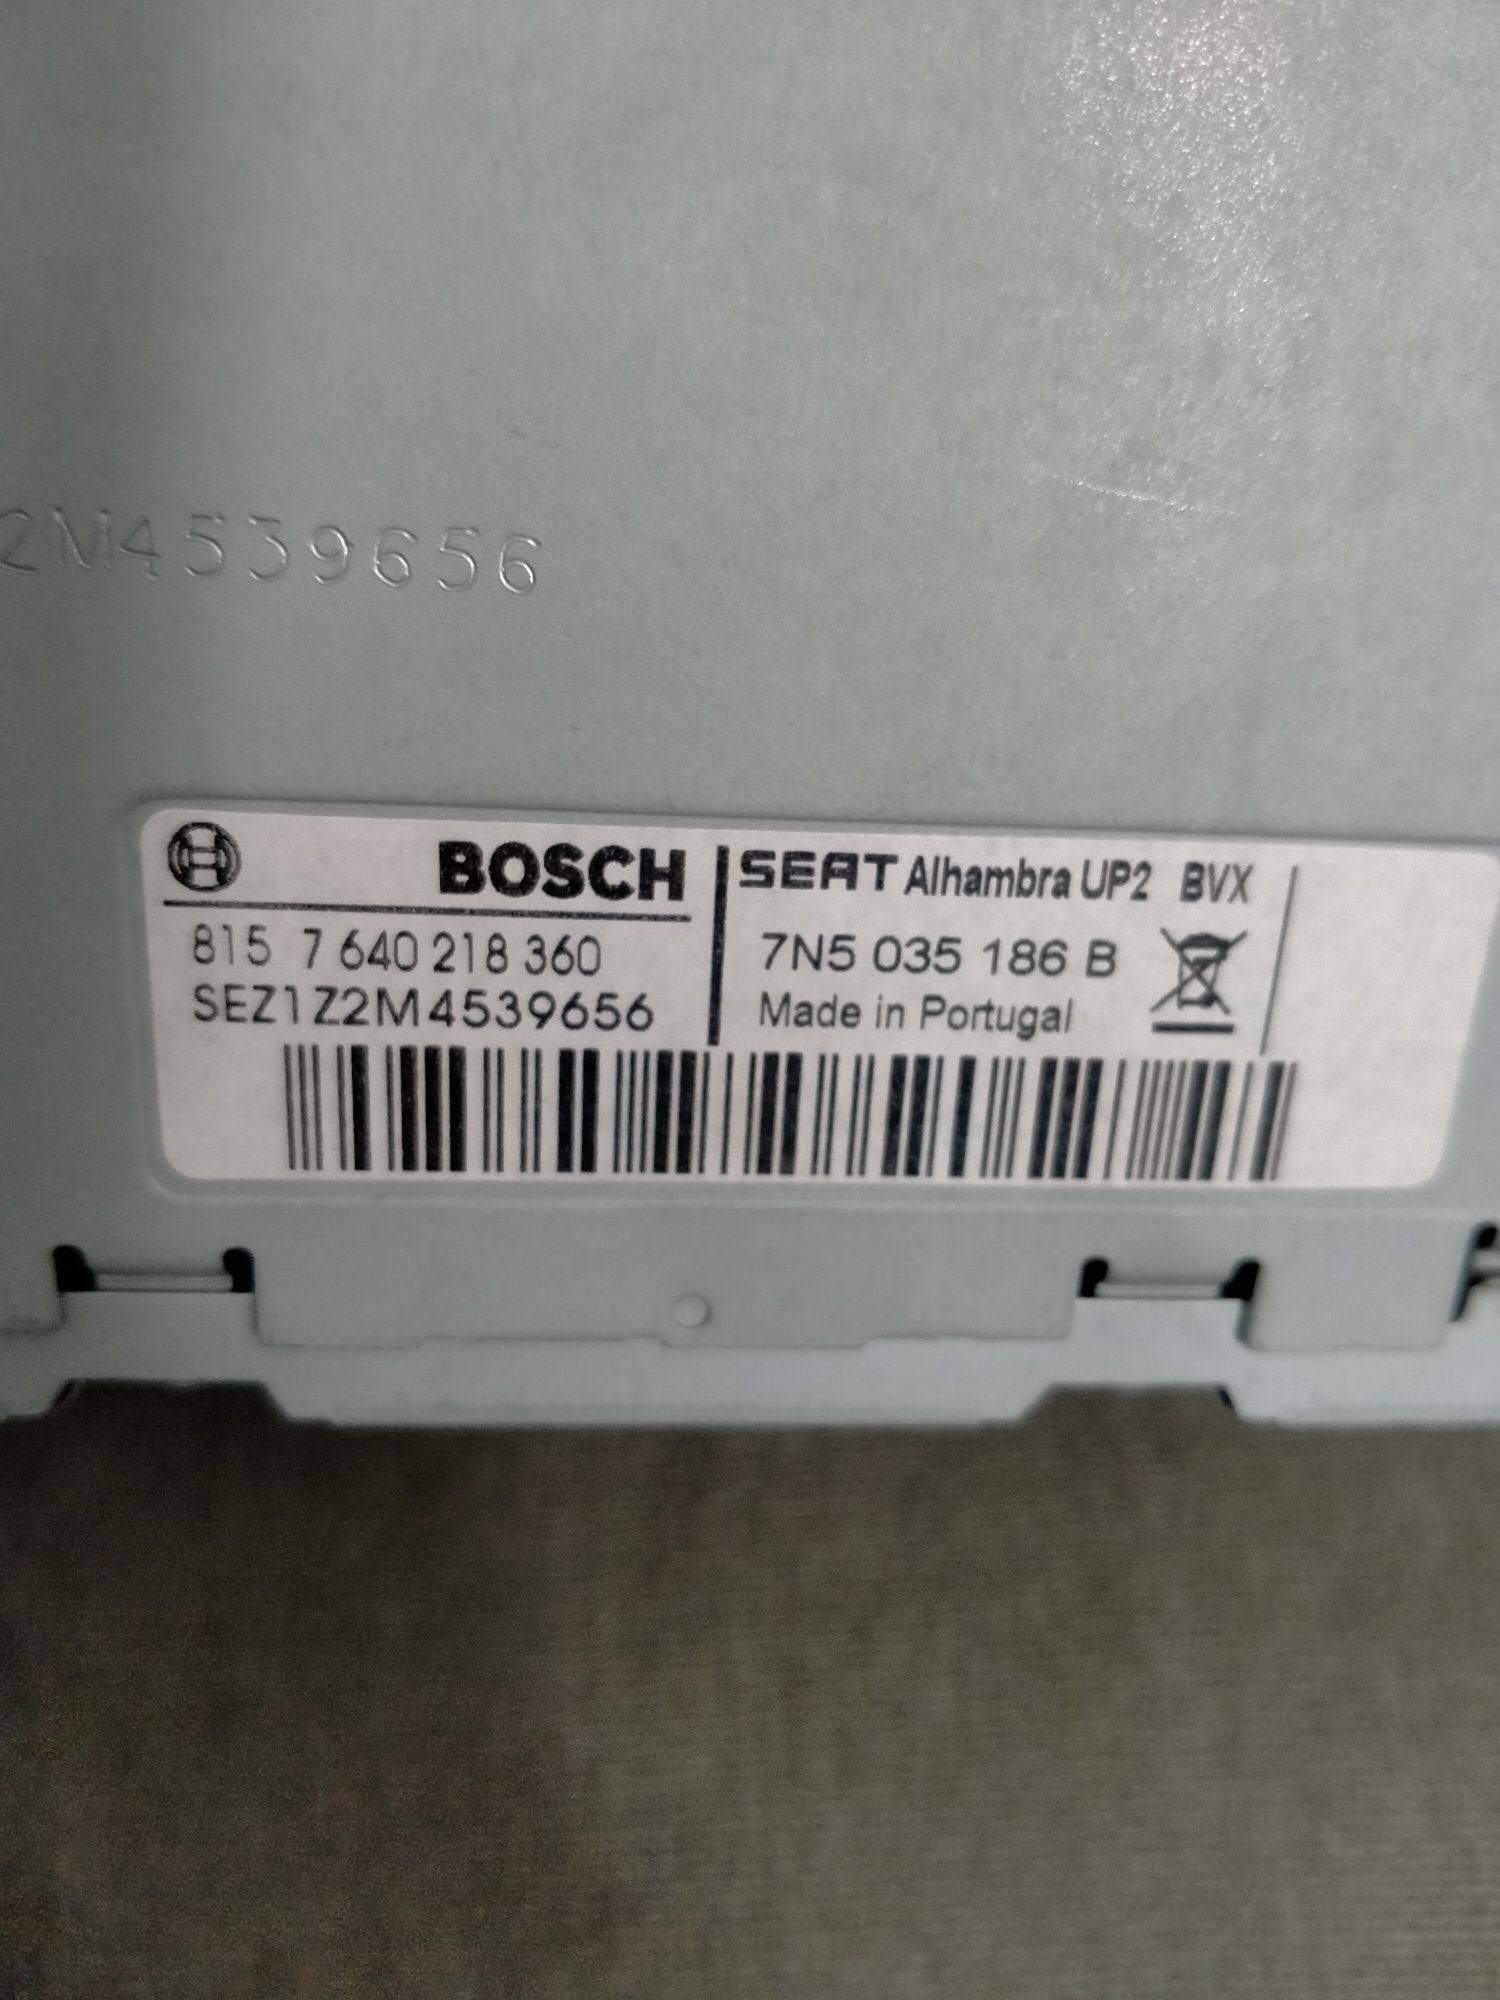 2M4539656
BOSCH
815 7 640 218 360
SEZ1Z2M4539656
SEAT Alhambra UP2 BVX
7N5 035 186 B
Made in Portugal